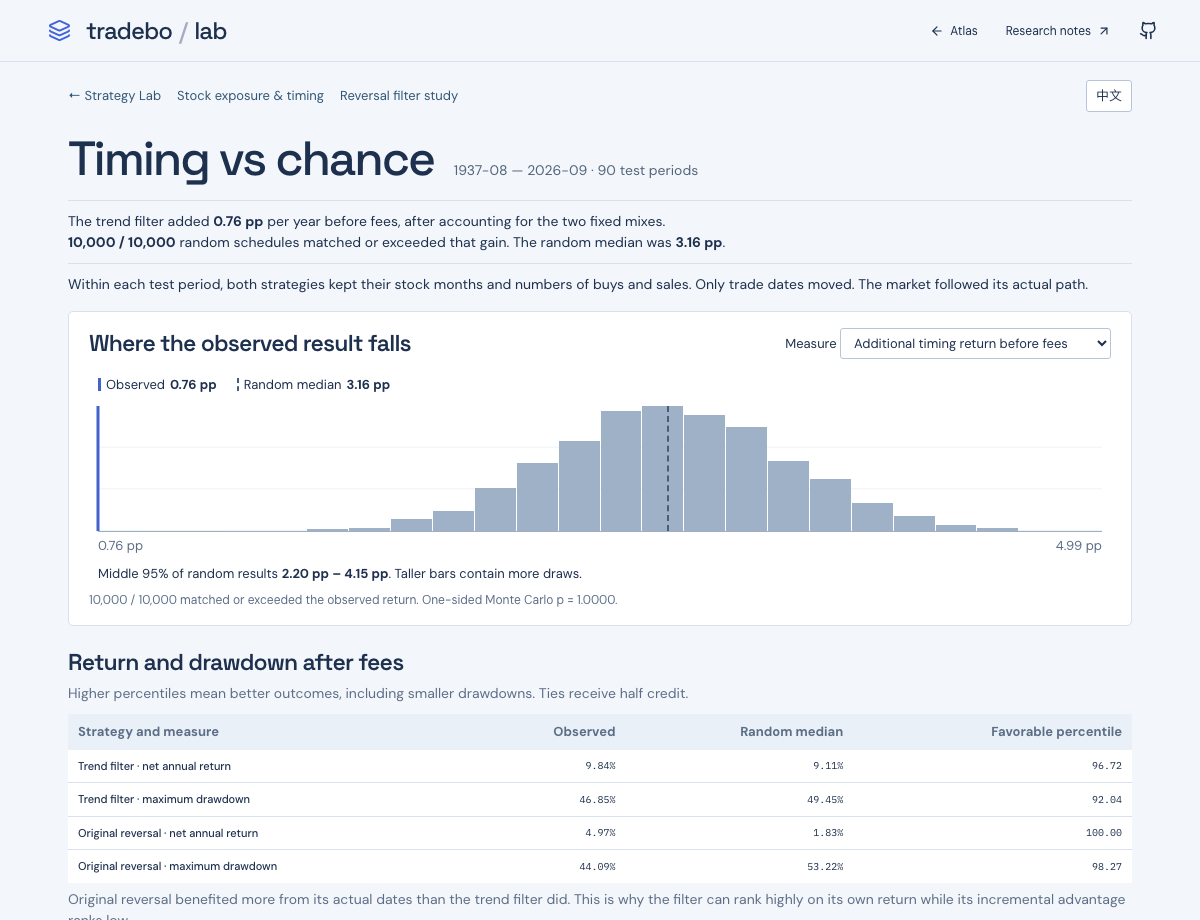 tradebo / lab
← Atlas
Research notes ↗
← Strategy Lab
Stock exposure & timing
Reversal filter study
中文
Timing vs chance
1937-08 — 2026-09 · 90 test periods
The trend filter added 0.76 pp per year before fees, after accounting for the two fixed mixes.
10,000 / 10,000 random schedules matched or exceeded that gain. The random median was 3.16 pp.
Within each test period, both strategies kept their stock months and numbers of buys and sales. Only trade dates moved. The market followed its actual path.
Where the observed result falls
Measure
Additional timing return before fees
Observed 0.76 pp
Random median 3.16 pp
0.76 pp
4.99 pp
Middle 95% of random results 2.20 pp – 4.15 pp. Taller bars contain more draws.
10,000 / 10,000 matched or exceeded the observed return. One-sided Monte Carlo p = 1.0000.
Return and drawdown after fees
Higher percentiles mean better outcomes, including smaller drawdowns. Ties receive half credit.
Strategy and measure Observed Random median Favorable percentile
Trend filter · net annual return 9.84% 9.11% 96.72
Trend filter · maximum drawdown 46.85% 49.45% 92.04
Original reversal · net annual return 4.97% 1.83% 100.00
Original reversal · maximum drawdown 44.09% 53.22% 98.27
Original reversal benefited more from its actual dates than the trend filter did. This is why the filter can rank highly on its own return while its incremental advantage
ranks low.